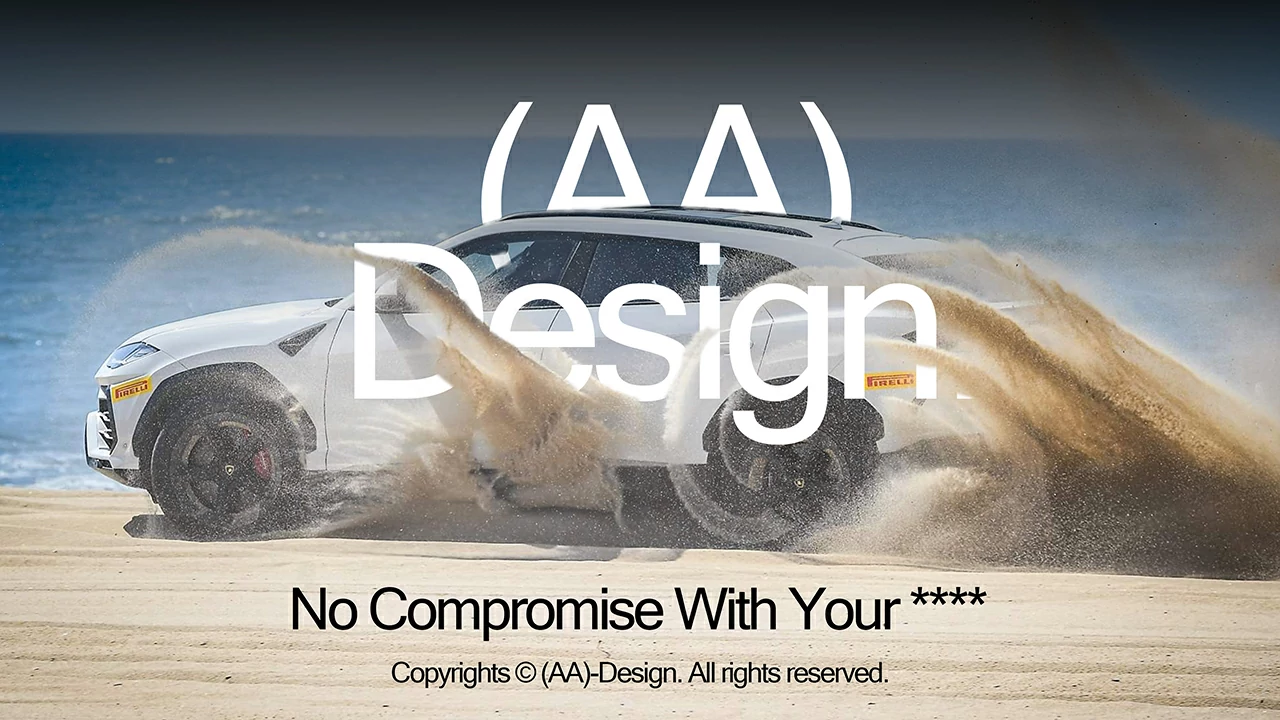 (AA)
Design.
PIRELLI
PIRELLI
No Compromise With Your ****
Copyrights © (AA)-Design. All rights reserved.